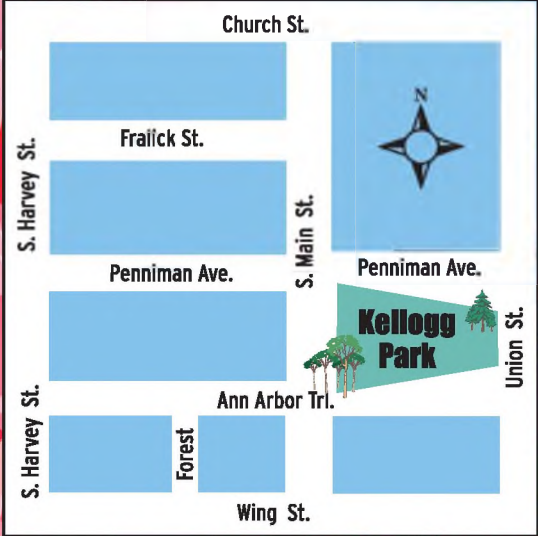 Church St.
N
Fralick St.
S. Harvey St.
S. Main St.
Penniman Ave.
Penniman Ave.
Kellogg
Park
Union St.
Ann Arbor Trl.
S. Harvey St.
Forest
Wing St.